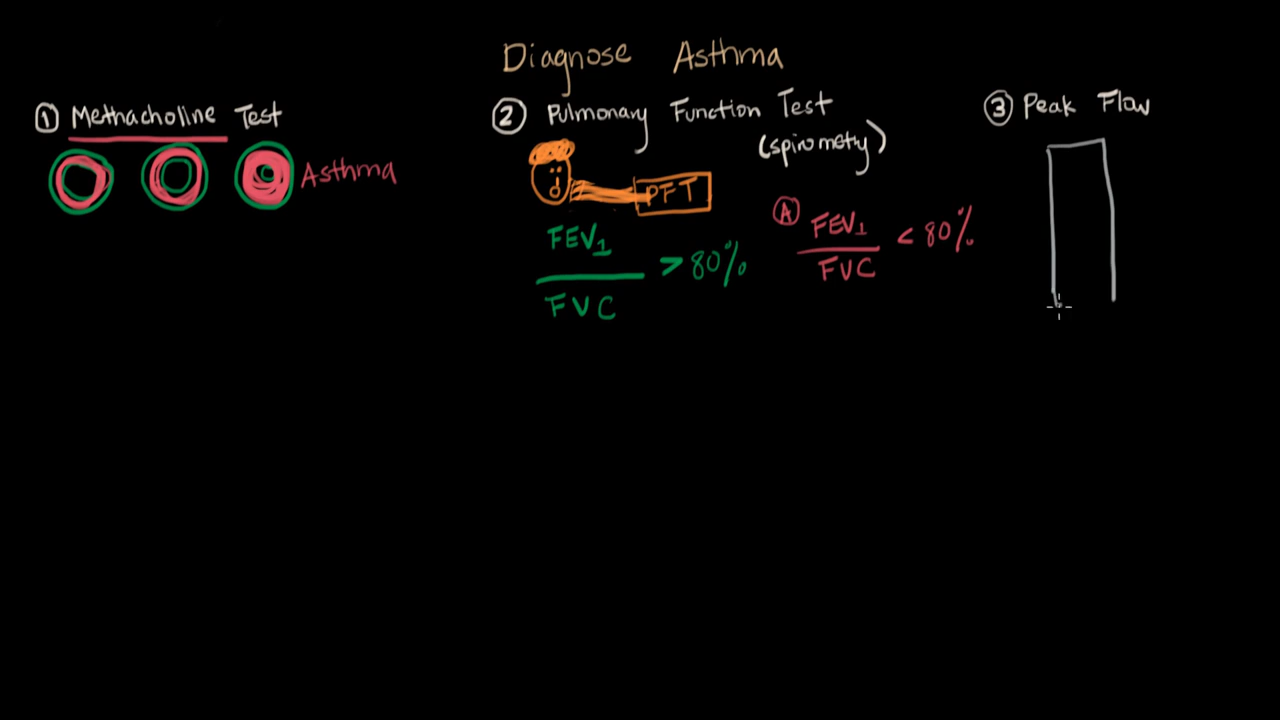 Diagnose Asthma
① Methacholine Test
Asthma
② Pulmonary Function Test
(spirometry)
PFT
FEV₁
FVC
> 80%
Ⓐ FEV₁
FVC
< 80%
③ Peak Flow